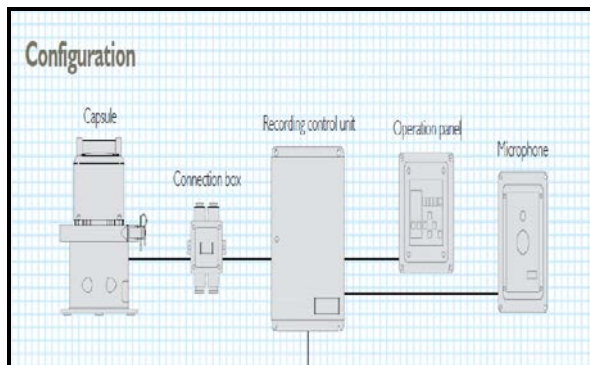 Configuration
Capsule
Recording control unit
Operation panel
Microphone
Connection box